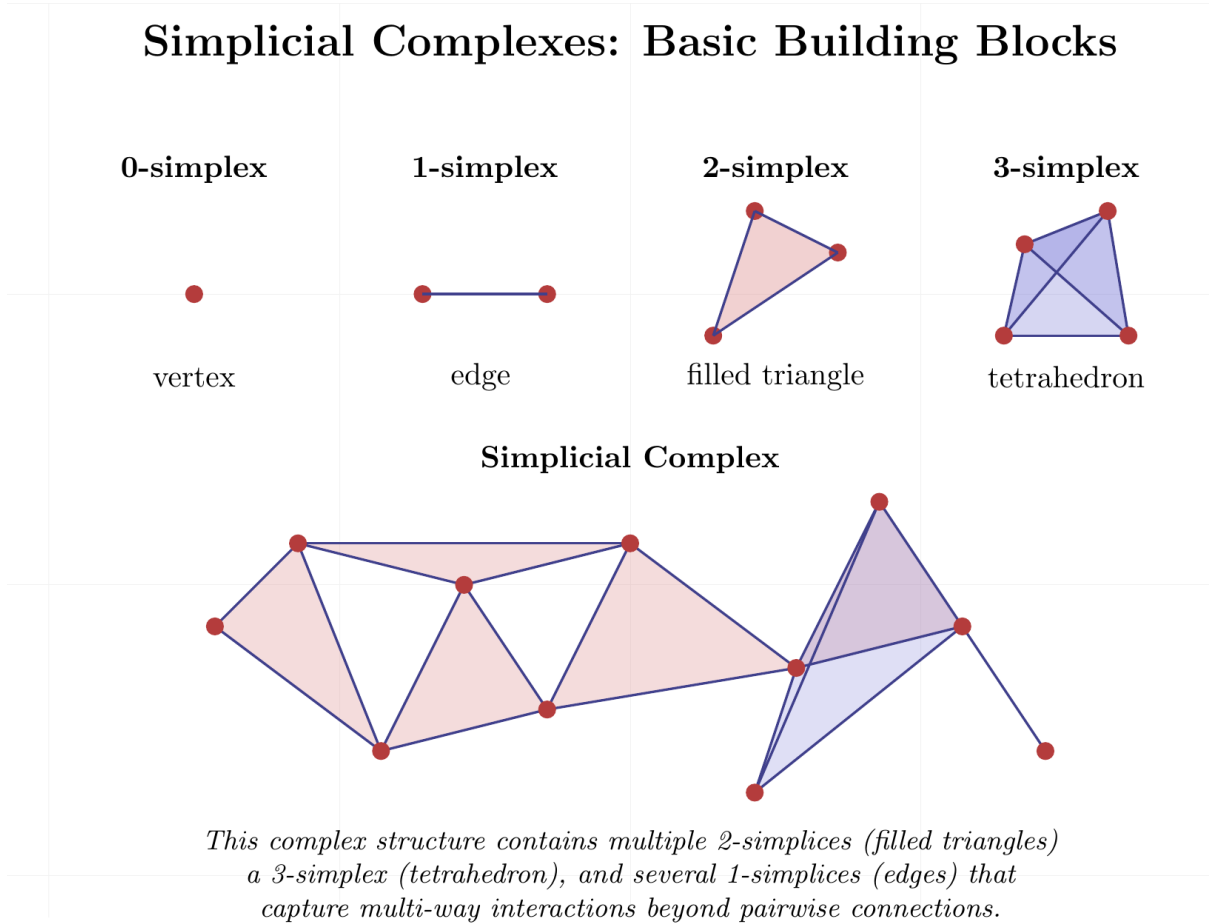 Simplicial Complexes: Basic Building Blocks
0-simplex
1-simplex
2-simplex
3-simplex
vertex
edge
filled triangle
tetrahedron
Simplicial Complex
This complex structure contains multiple 2-simplices (filled triangles)
a 3-simplex (tetrahedron), and several 1-simplices (edges) that
capture multi-way interactions beyond pairwise connections.